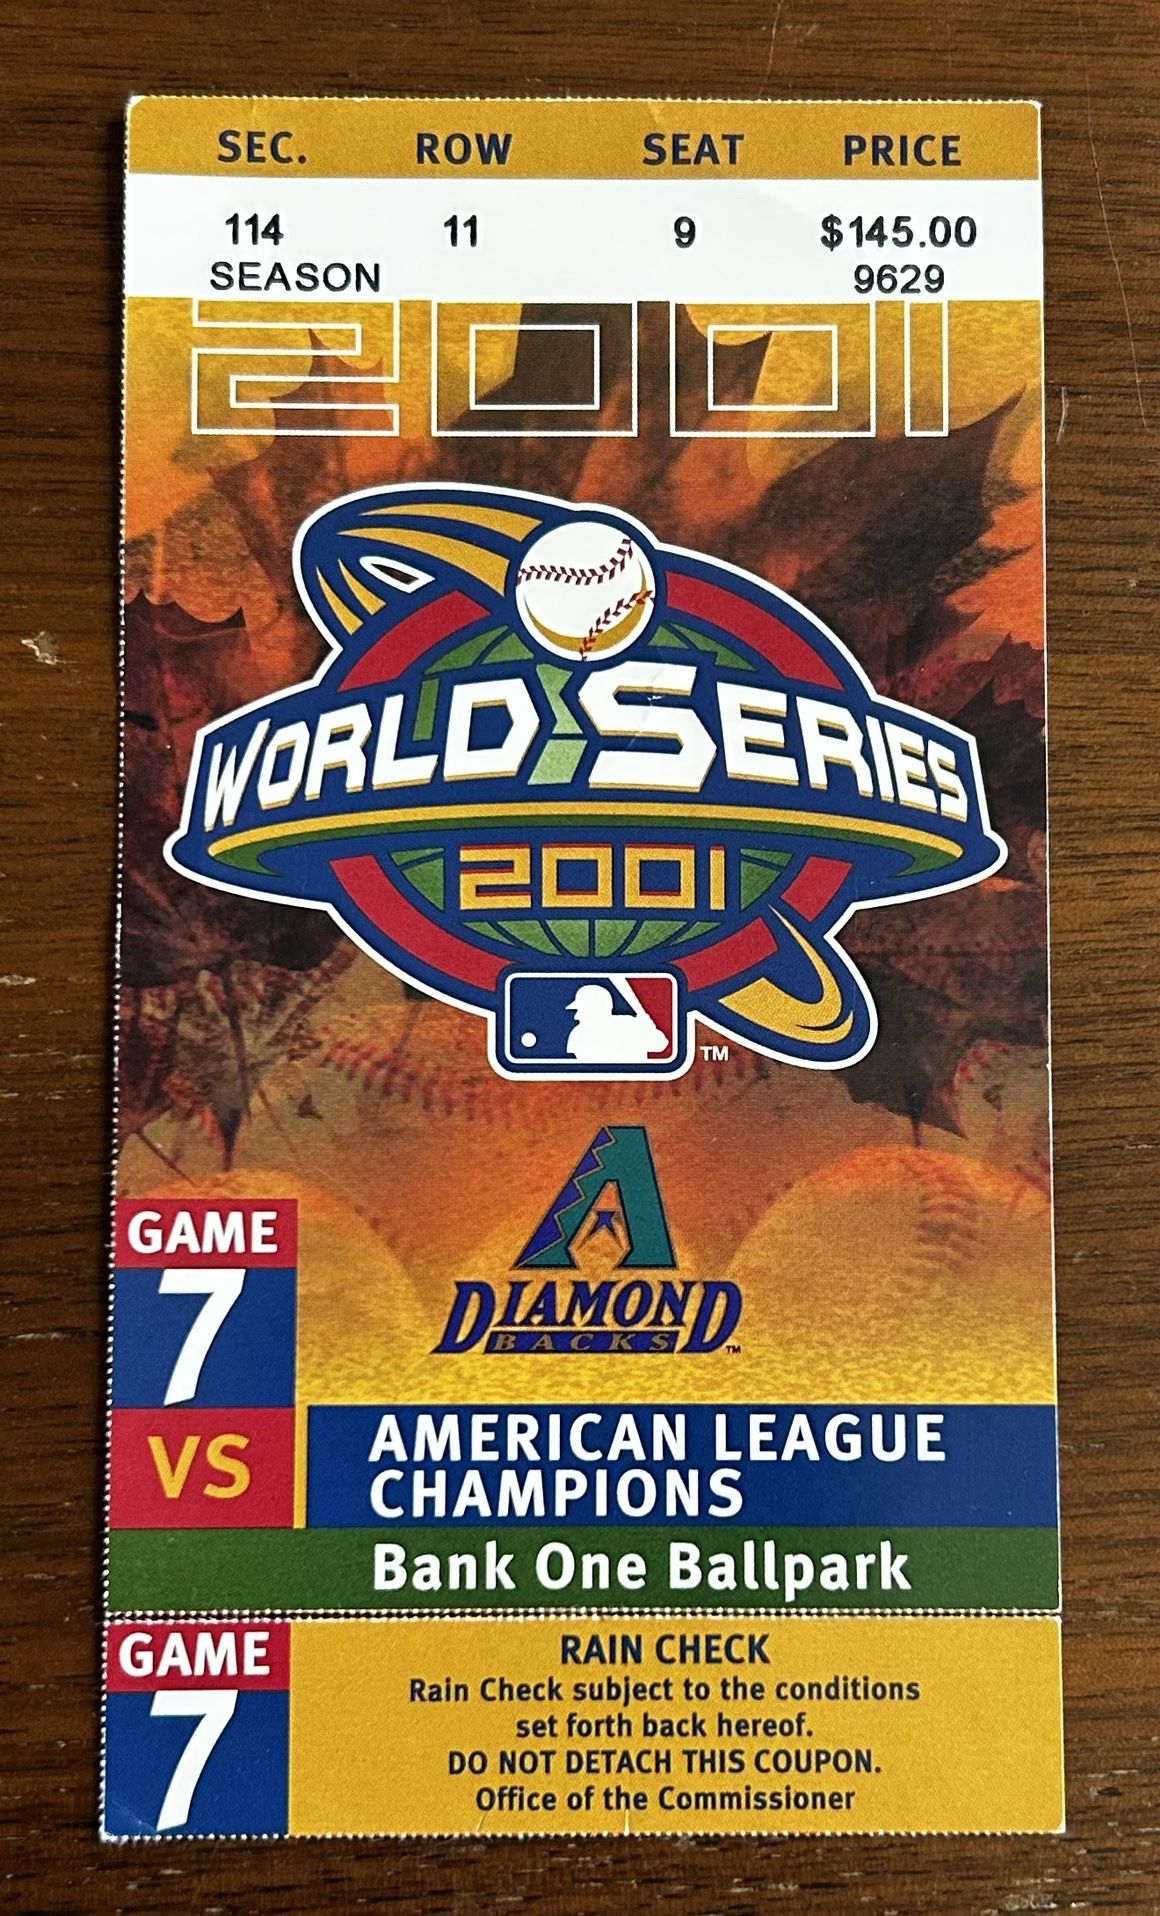 SEC. ROW SEAT PRICE
114 11 9 $145.00
SEASON 9629
2001
WORLD SERIES
2001
TM
A
DIAMOND
BACKS
TM
GAME
7
VS
AMERICAN LEAGUE
CHAMPIONS
Bank One Ballpark
GAME
7
RAIN CHECK
Rain Check subject to the conditions
set forth back hereof.
DO NOT DETACH THIS COUPON.
Office of the Commissioner